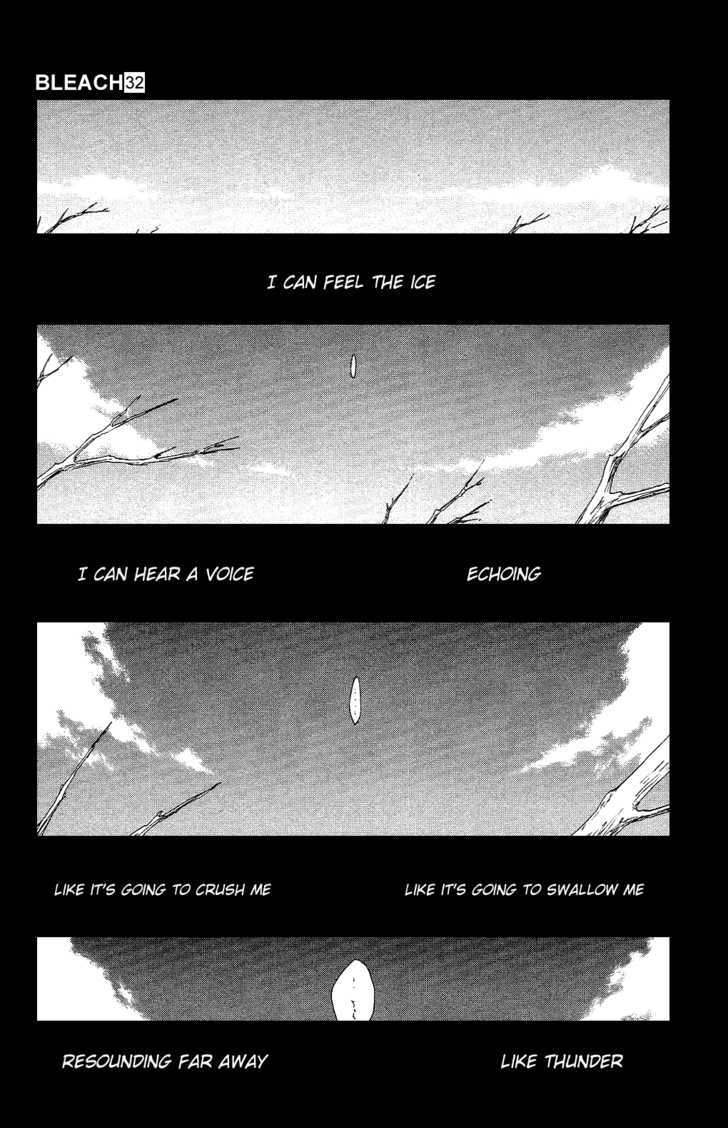 BLEACH32
I CAN FEEL THE ICE
I CAN HEAR A VOICE
ECHOING
LIKE IT'S GOING TO CRUSH ME
LIKE IT'S GOING TO SWALLOW ME
RESOUNDING FAR AWAY
LIKE THUNDER